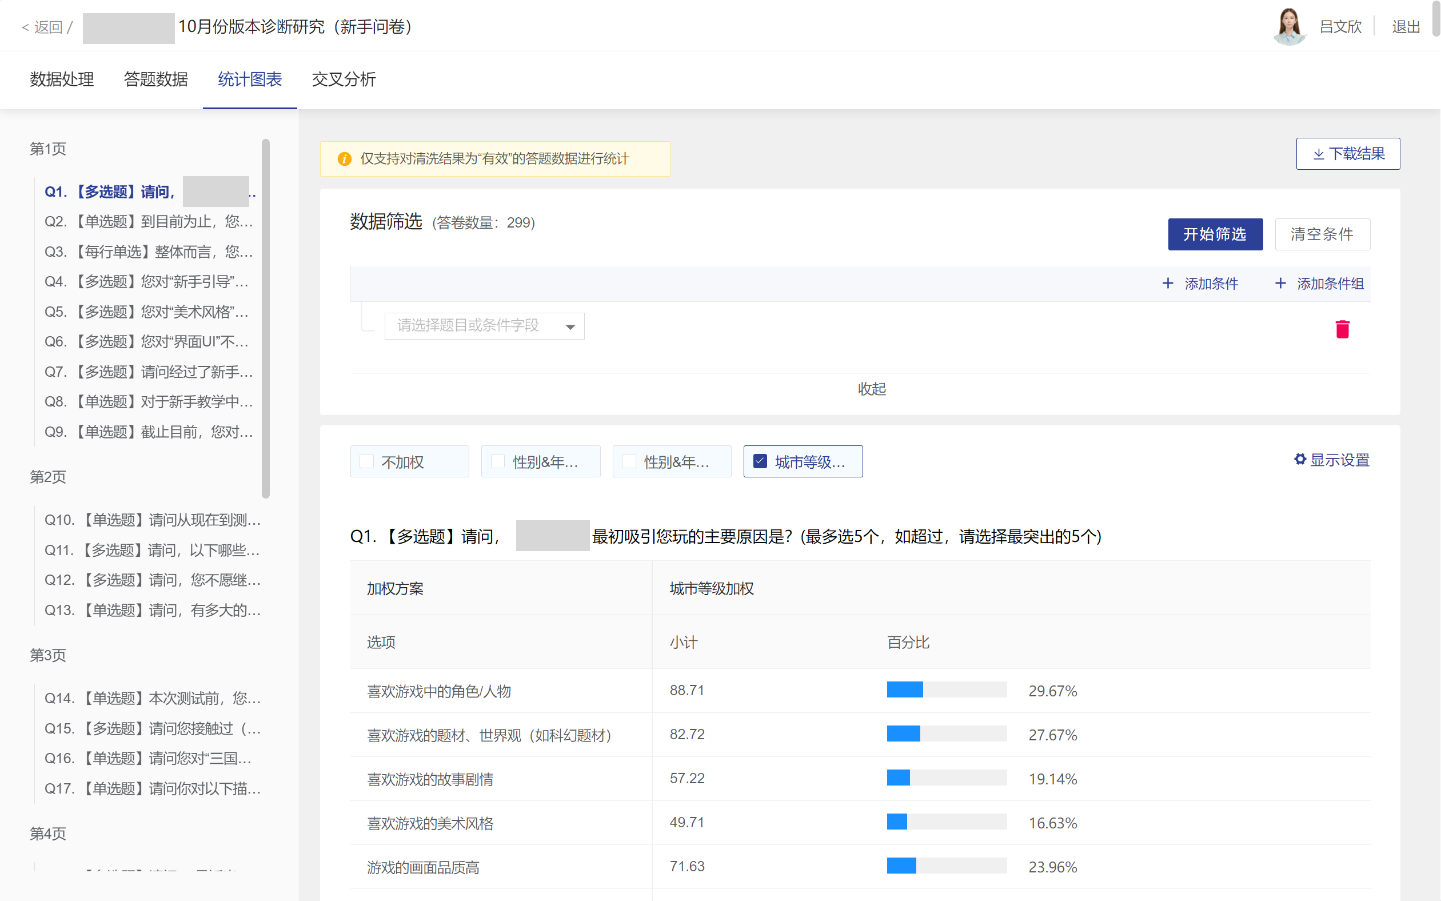 < 返回 / 10月份版本诊断研究（新手问卷）
吕文欣 退出
数据处理 答题数据 统计图表 交叉分析
第1页
Q1. 【多选题】请问， ...
Q2. 【单选题】到目前为止，您...
Q3. 【每行单选】整体而言，您...
Q4. 【多选题】您对“新手引导”...
Q5. 【多选题】您对“美术风格”...
Q6. 【多选题】您对“界面UI”不...
Q7. 【多选题】请问经过了新手...
Q8. 【单选题】对于新手教学中...
Q9. 【单选题】截止目前，您对...
第2页
Q10. 【单选题】请问从现在到测...
Q11. 【多选题】请问，以下哪些...
Q12. 【多选题】请问，您不愿继...
Q13. 【单选题】请问，有多大的...
第3页
Q14. 【单选题】本次测试前，您...
Q15. 【多选题】请问您接触过（...
Q16. 【单选题】请问您对“三国...
Q17. 【单选题】请问你对以下描...
第4页
仅支持对清洗结果为“有效”的答题数据进行统计
下载结果
数据筛选 (答卷数量：299)
开始筛选 清空条件
+ 添加条件 + 添加条件组
请选择题目或条件字段
收起
不加权 性别&年... 性别&年... 城市等级...
显示设置
Q1. 【多选题】请问， 最初吸引您玩的主要原因是？(最多选5个，如超过，请选择最突出的5个)
加权方案 城市等级加权
选项 小计 百分比
喜欢游戏中的角色/人物 88.71 29.67%
喜欢游戏的题材、世界观（如科幻题材） 82.72 27.67%
喜欢游戏的故事剧情 57.22 19.14%
喜欢游戏的美术风格 49.71 16.63%
游戏的画面品质高 71.63 23.96%